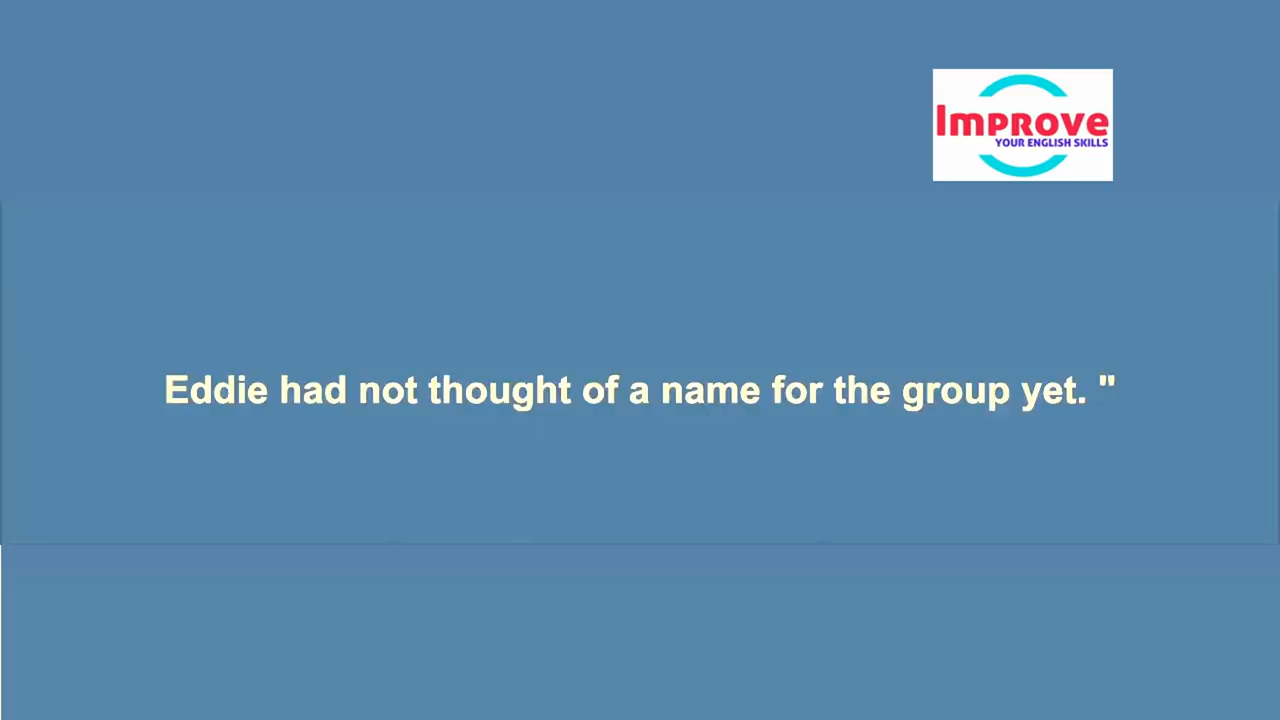 Improve
YOUR ENGLISH SKILLS
Eddie had not thought of a name for the group yet. "